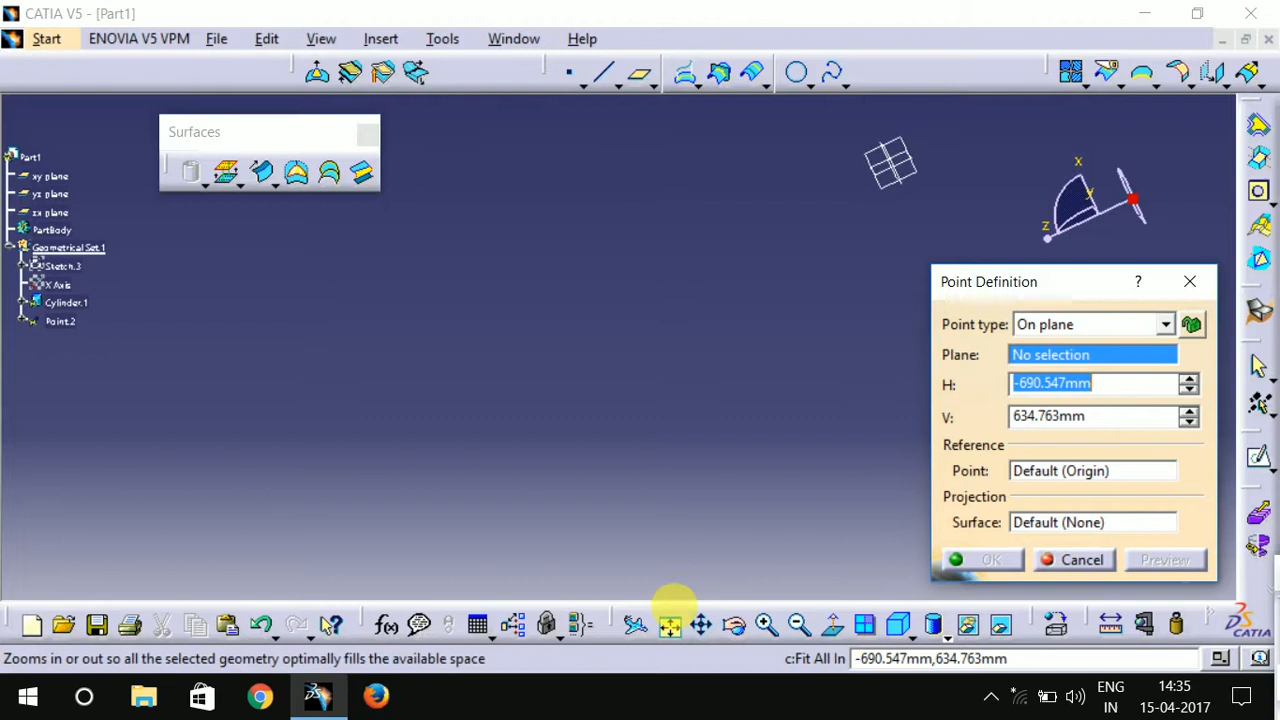 CATIA V5 - [Part1]
Start ENOVIA V5 VPM File Edit View Insert Tools Window Help
Surfaces
Part1
xy plane
yz plane
zx plane
PartBody
Geometrical Set.1
Sketch.3
X Axis
Cylinder.1
Point.2
x
y
z
Point Definition ?
Point type: On plane
Plane: No selection
H: -690.547mm
V: 634.763mm
Reference
Point: Default (Origin)
Projection
Surface: Default (None)
OK Cancel Preview
f(x)
CATIA
Zooms in or out so all the selected geometry optimally fills the available space c:Fit All In -690.547mm,634.763mm
ENG 14:35
IN 15-04-2017